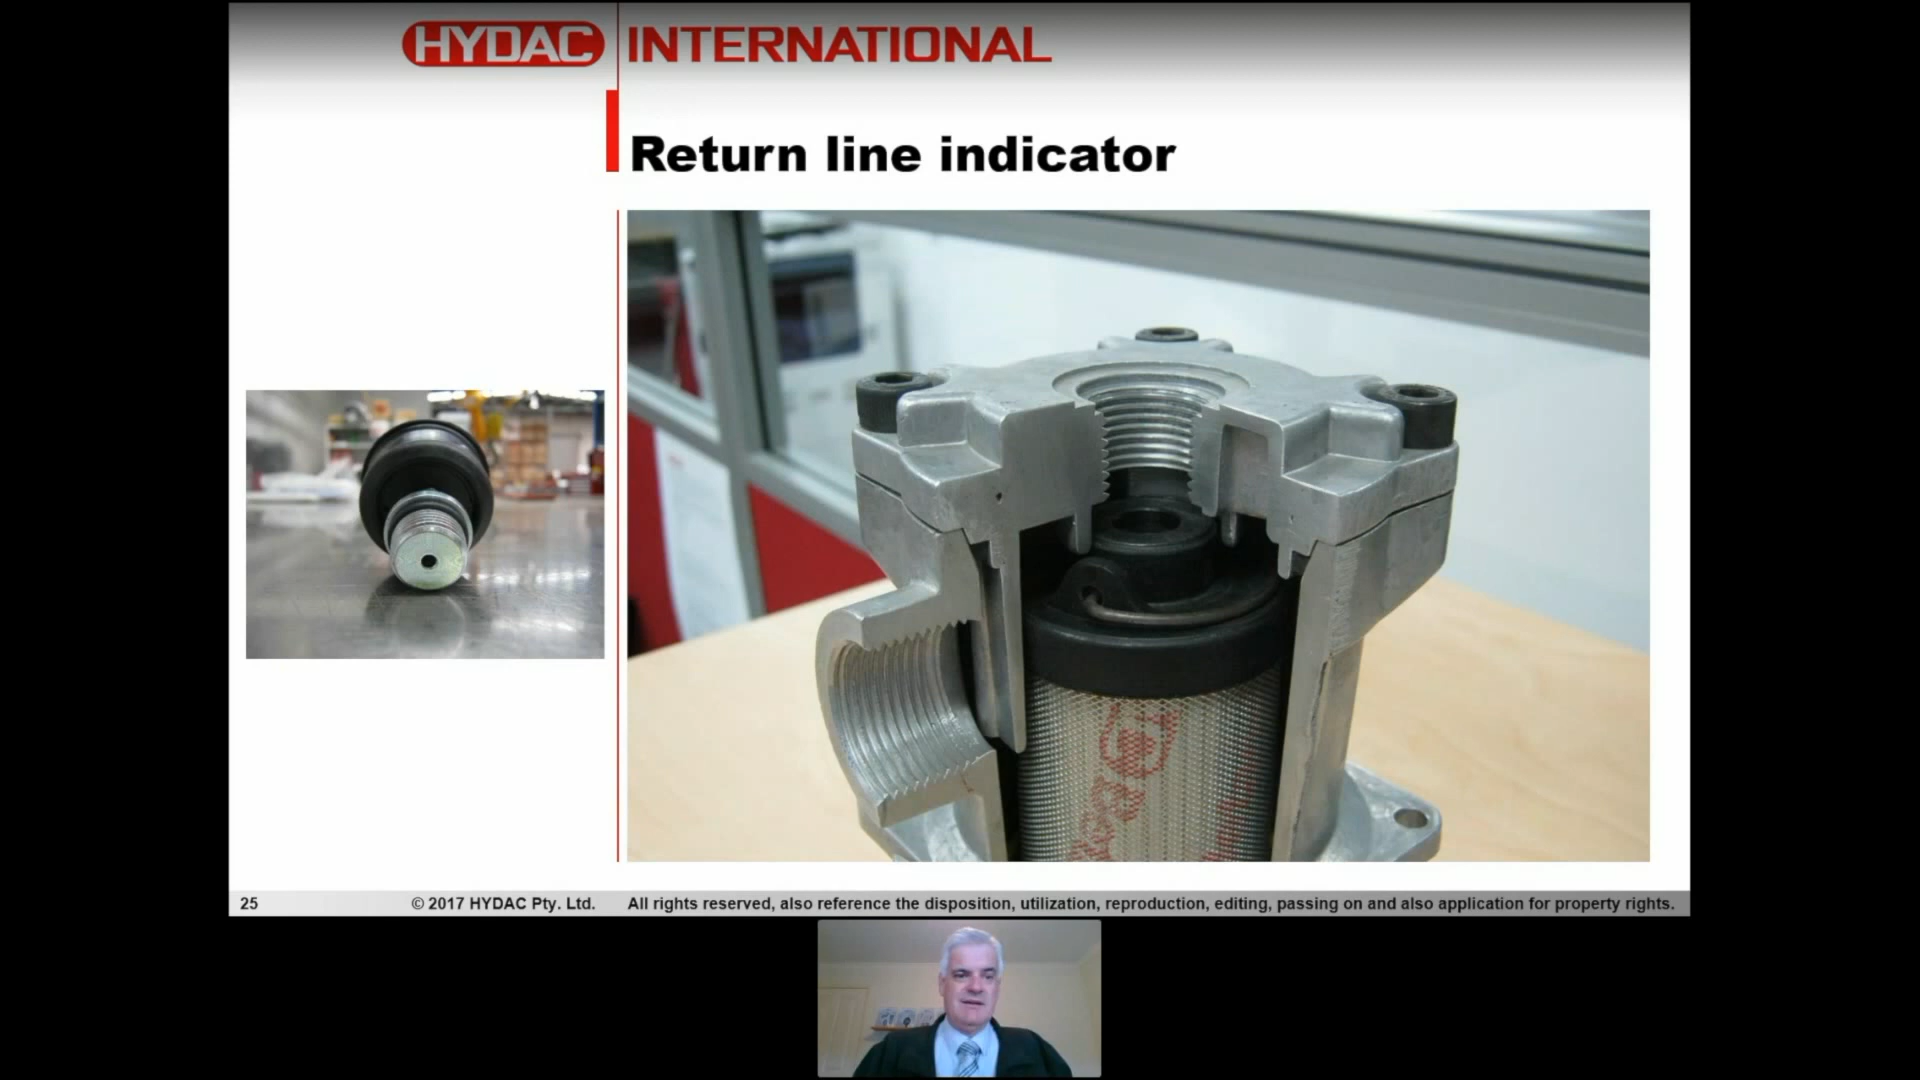 HYDAC INTERNATIONAL
Return line indicator
25 © 2017 HYDAC Pty. Ltd. All rights reserved, also reference the disposition, utilization, reproduction, editing, passing on and also application for property rights.